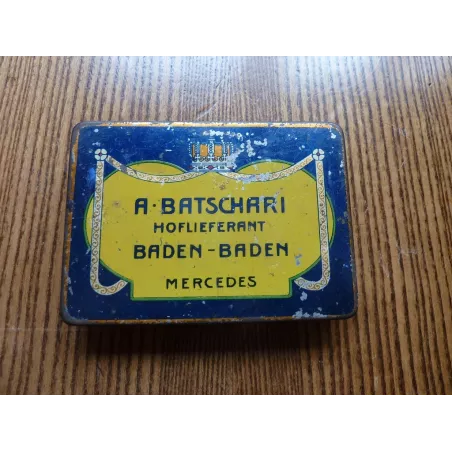 A·BATSCHARI
HOFLIEFERANT
BADEN-BADEN
MERCEDES